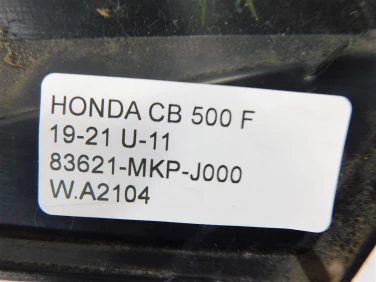 HONDA CB 500 F
19-21 U-11
83621-MKP-J000
W.A2104